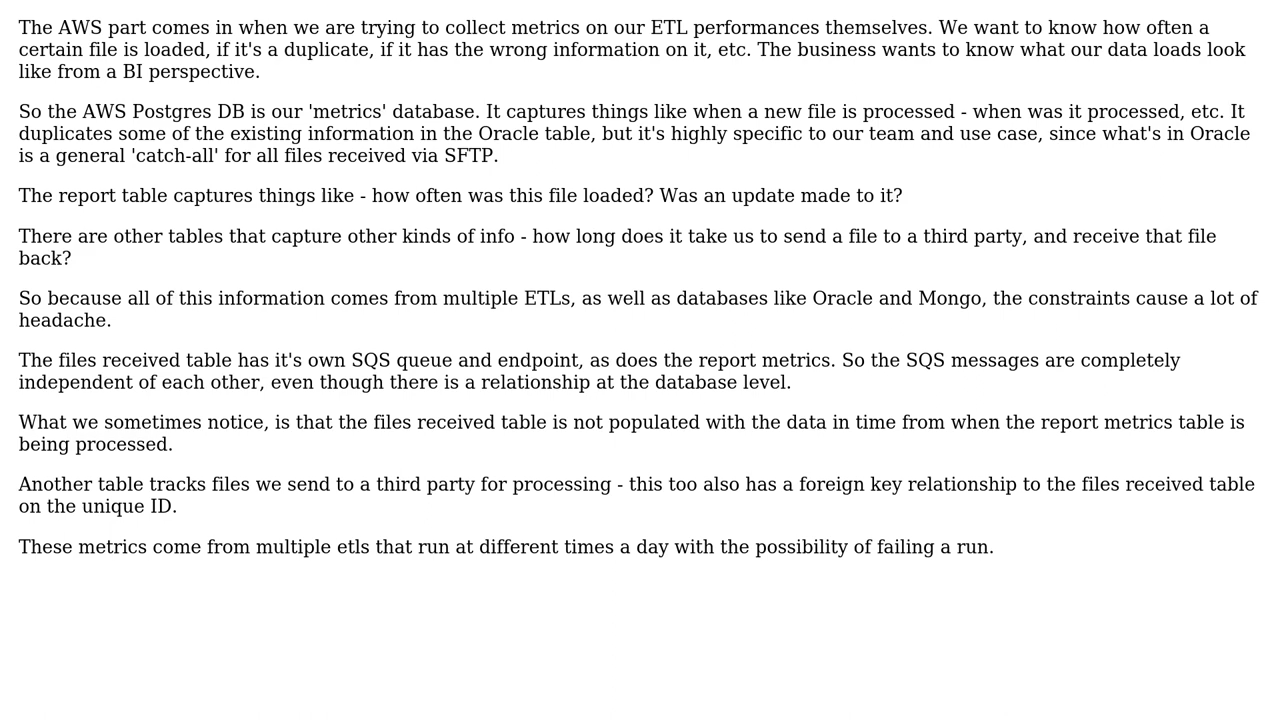 The AWS part comes in when we are trying to collect metrics on our ETL performances themselves. We want to know how often a
certain file is loaded, if it's a duplicate, if it has the wrong information on it, etc. The business wants to know what our data loads look
like from a BI perspective.
So the AWS Postgres DB is our 'metrics' database. It captures things like when a new file is processed - when was it processed, etc. It
duplicates some of the existing information in the Oracle table, but it's highly specific to our team and use case, since what's in Oracle
is a general 'catch-all' for all files received via SFTP.
The report table captures things like - how often was this file loaded? Was an update made to it?
There are other tables that capture other kinds of info - how long does it take us to send a file to a third party, and receive that file
back?
So because all of this information comes from multiple ETLs, as well as databases like Oracle and Mongo, the constraints cause a lot of
headache.
The files received table has it's own SQS queue and endpoint, as does the report metrics. So the SQS messages are completely
independent of each other, even though there is a relationship at the database level.
What we sometimes notice, is that the files received table is not populated with the data in time from when the report metrics table is
being processed.
Another table tracks files we send to a third party for processing - this too also has a foreign key relationship to the files received table
on the unique ID.
These metrics come from multiple etls that run at different times a day with the possibility of failing a run.